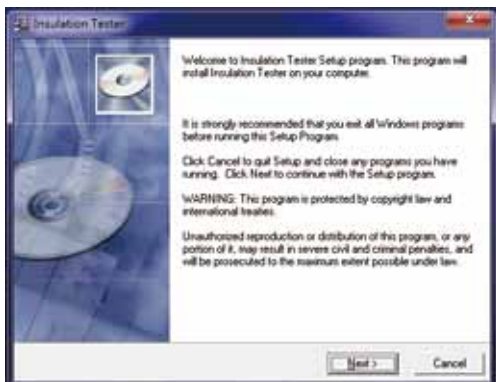 Insulation Tester
Welcome to Insulation Tester Setup program. This program will
install Insulation Tester on your computer.
It is strongly recommended that you exit all Windows programs
before running this Setup Program.
Click Cancel to quit Setup and close any programs you have
running. Click Next to continue with the Setup program.
WARNING: This program is protected by copyright law and
international treaties.
Unauthorized reproduction or distribution of this program, or any
portion of it, may result in severe civil and criminal penalties, and
will be prosecuted to the maximum extent possible under law.
Next >
Cancel